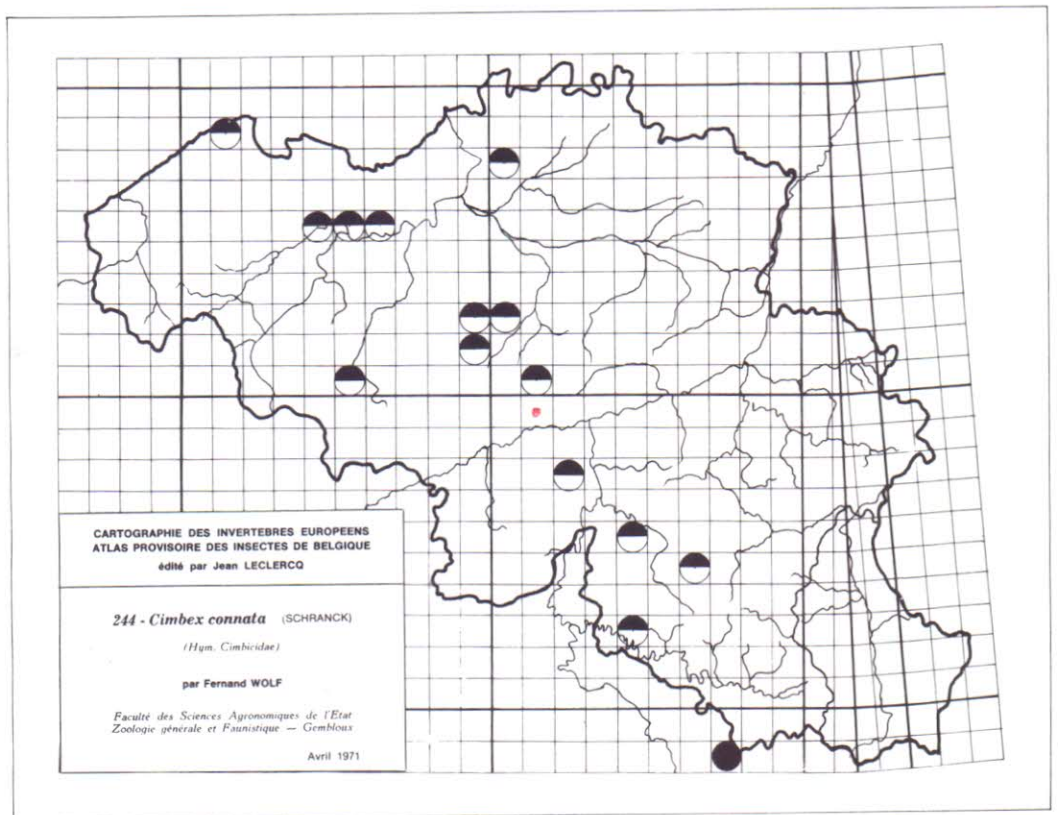 CARTOGRAPHIE DES INVERTEBRES EUROPEENS
ATLAS PROVISOIRE DES INSECTES DE BELGIQUE
édité par Jean LECLERCQ
244 - Cimbex connata (SCHRANCK)
(Hym. Cimbicidae)
par Fernand WOLF
Faculté des Sciences Agronomiques de l'Etat
Zoologie générale et Faunistique — Gembloux
Avril 1971